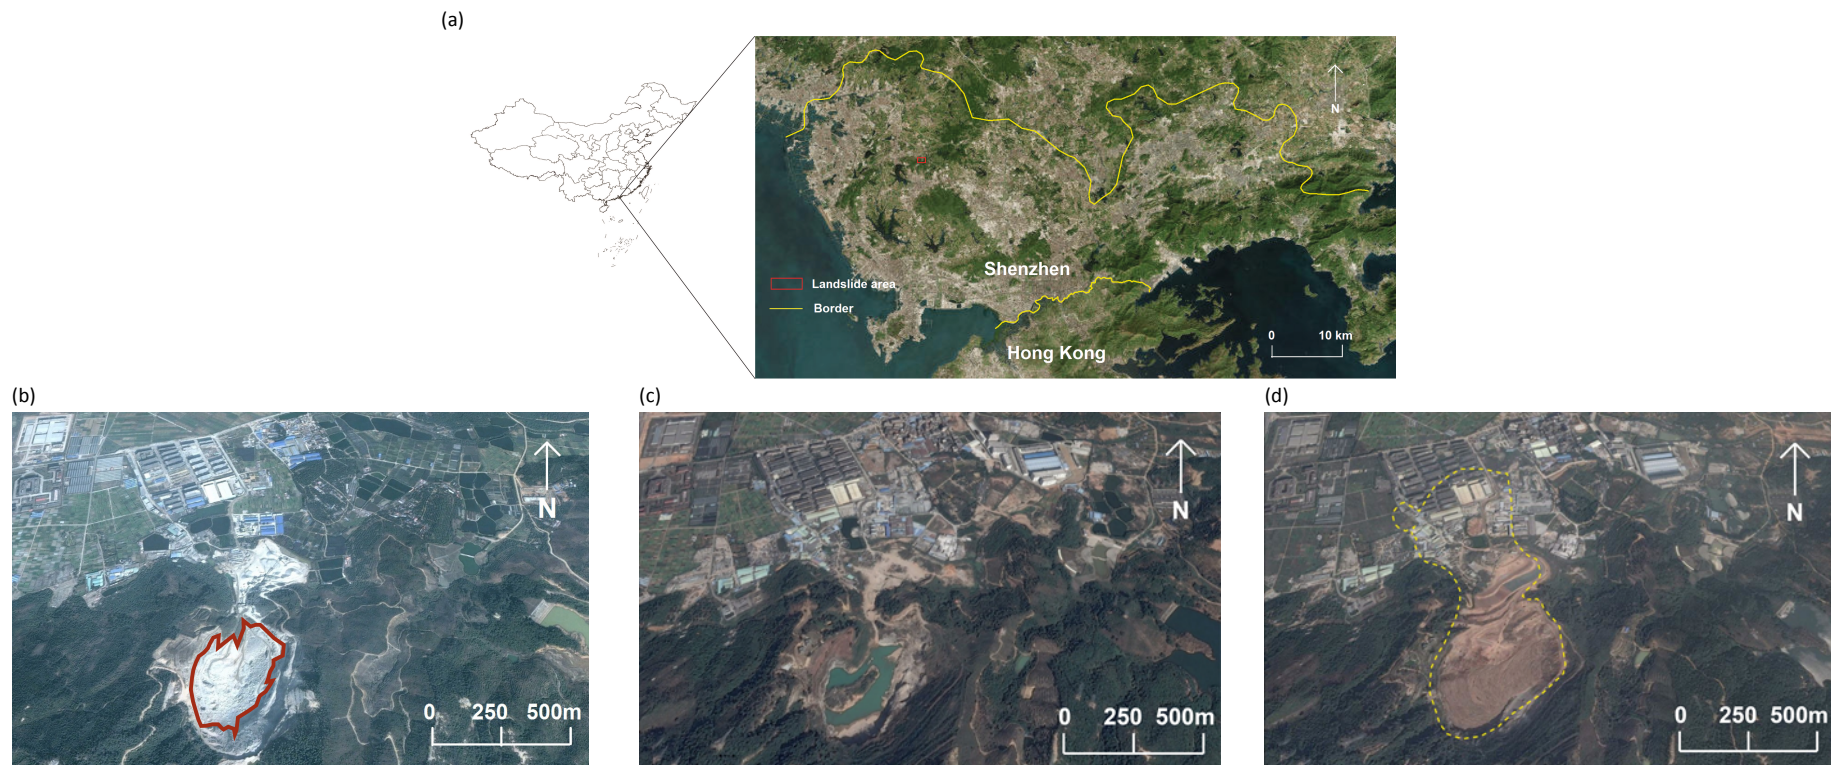 (a)
N
Shenzhen
Landslide area
Border
Hong Kong
0 10 km
(b)
(c)
(d)
N
0 250 500m
N
0 250 500m
N
0 250 500m